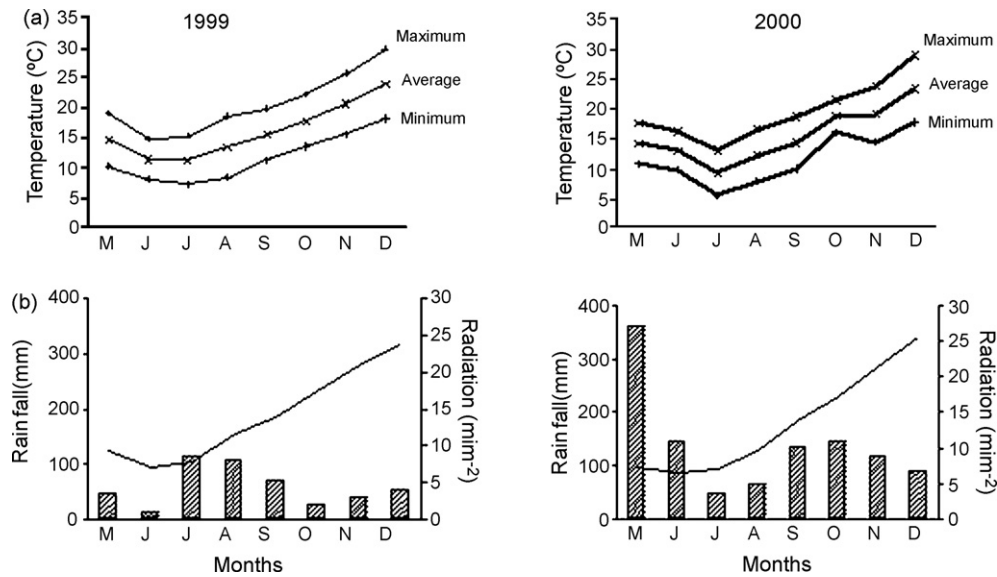 (a)
1999
Temperature (ºC)
35
30
25
20
15
10
5
0
Maximum
Average
Minimum
M J J A S O N D
2000
Temperature (ºC)
35
30
25
20
15
10
5
0
Maximum
Average
Minimum
M J J A S O N D
(b)
Rainfall(mm)
400
300
200
100
0
30
25
20
15
10
5
0
Radiation (mim-2)
M J J A S O N D
Months
Rainfall(mm)
400
300
200
100
0
30
25
20
15
10
5
0
Radiation (mim-2)
M J J A S O N D
Months